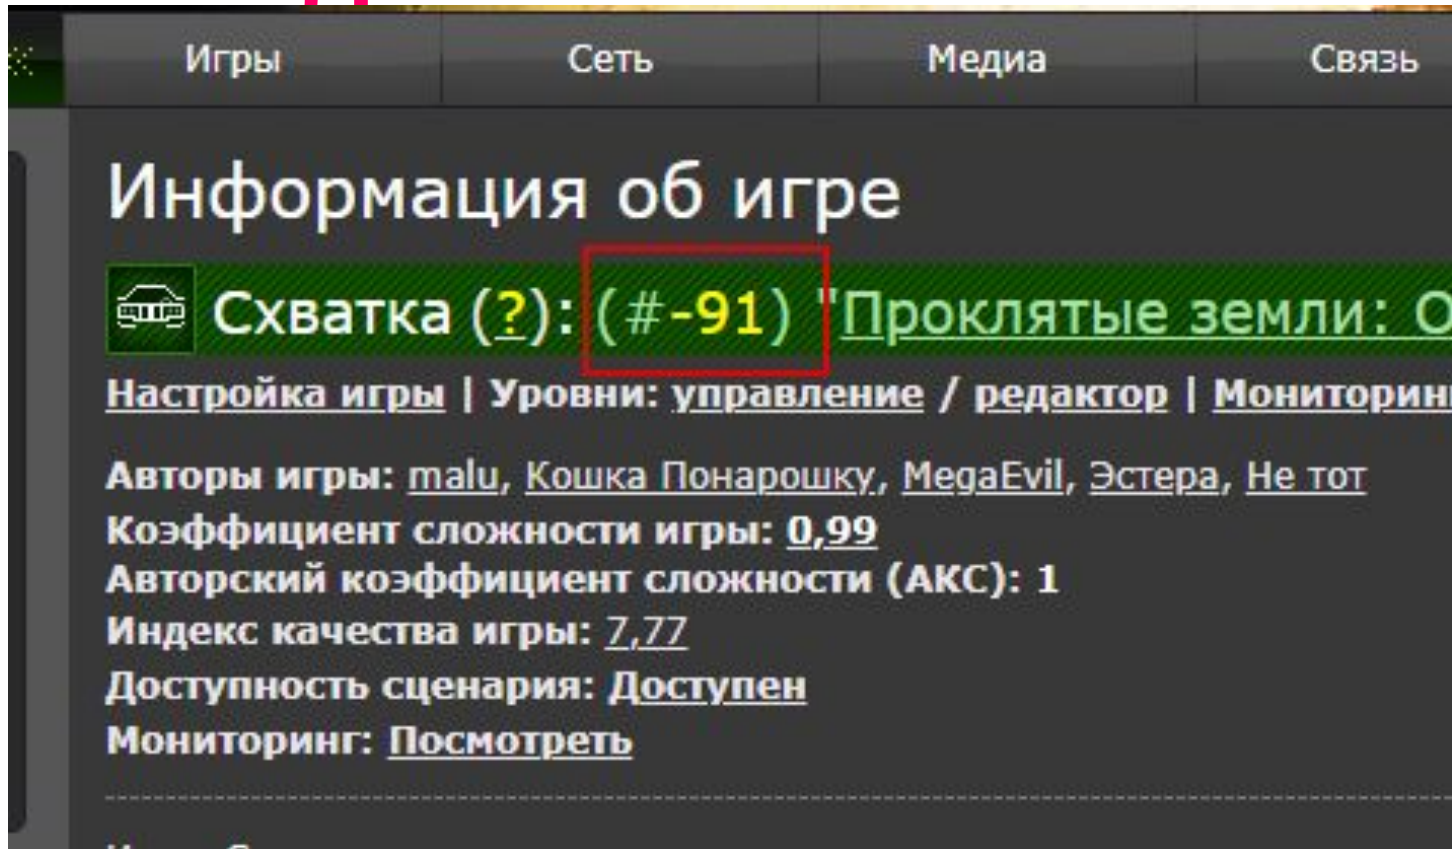 Игры Сеть Медиа Связь
Информация об игре
Схватка (?): (#-91) "Проклятые земли: О
Настройка игры | Уровни: управление / редактор | Мониторин
Авторы игры: malu, Кошка Понарошку, MegaEvil, Эстера, Не тот
Коэффициент сложности игры: 0,99
Авторский коэффициент сложности (АКС): 1
Индекс качества игры: 7,77
Доступность сценария: Доступен
Мониторинг: Посмотреть